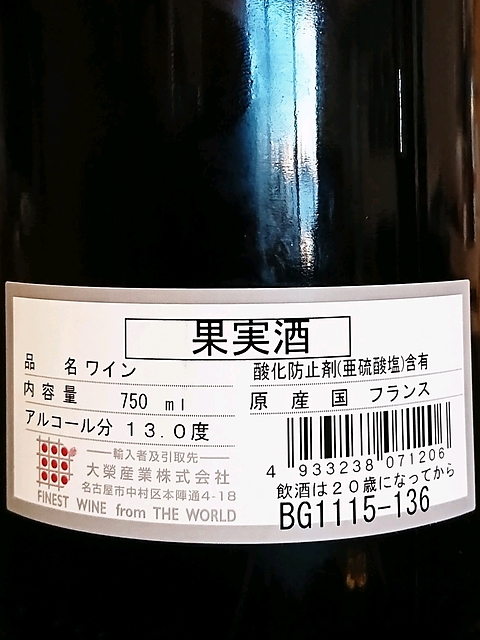 果実酒
品 名 ワイン
内 容 量 750 ml
アルコール分 13.0度
輸入者及引取先
大榮産業株式会社
名古屋市中村区本陣通4-18
FINEST WINE from THE WORLD
酸化防止剤(亜硫酸塩)含有
原 産 国 フランス
4 933238 071206
飲酒は20歳になってから
BG1115-136